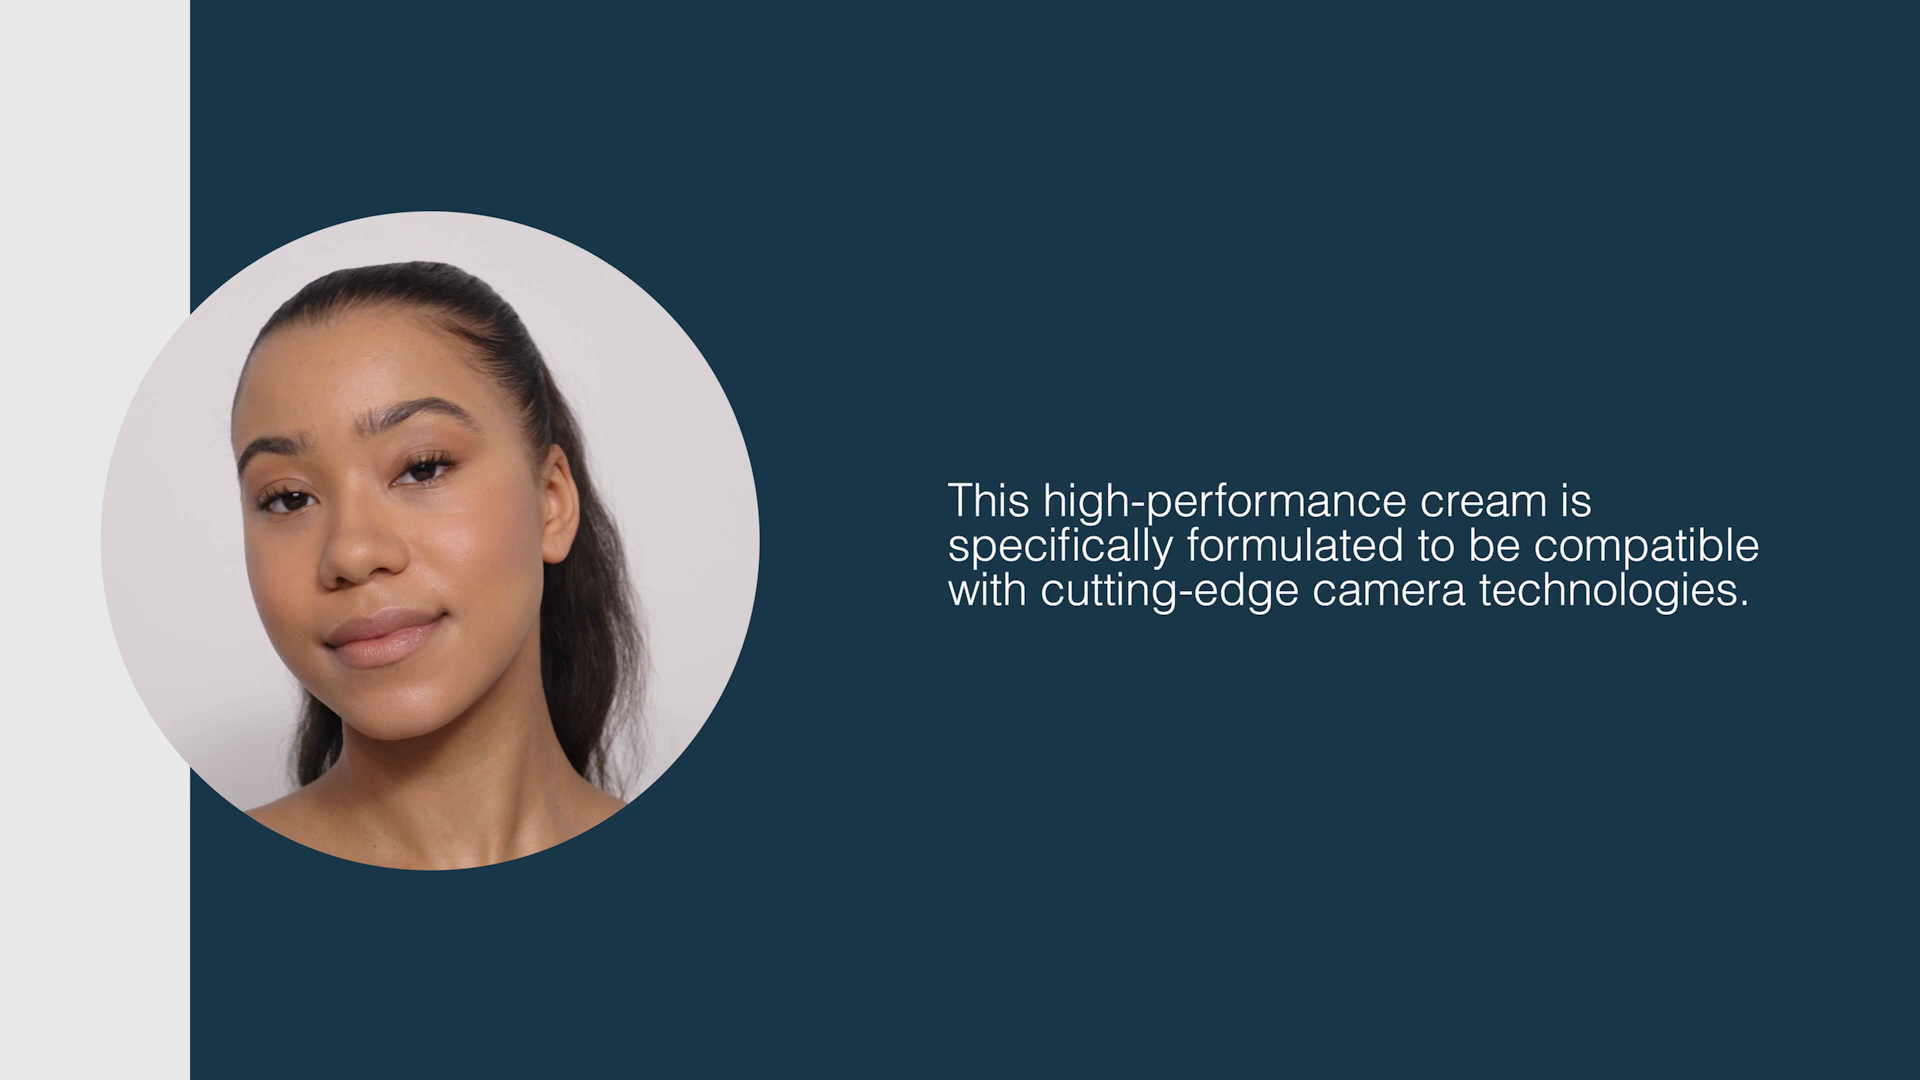 This high-performance cream is
specifically formulated to be compatible
with cutting-edge camera technologies.